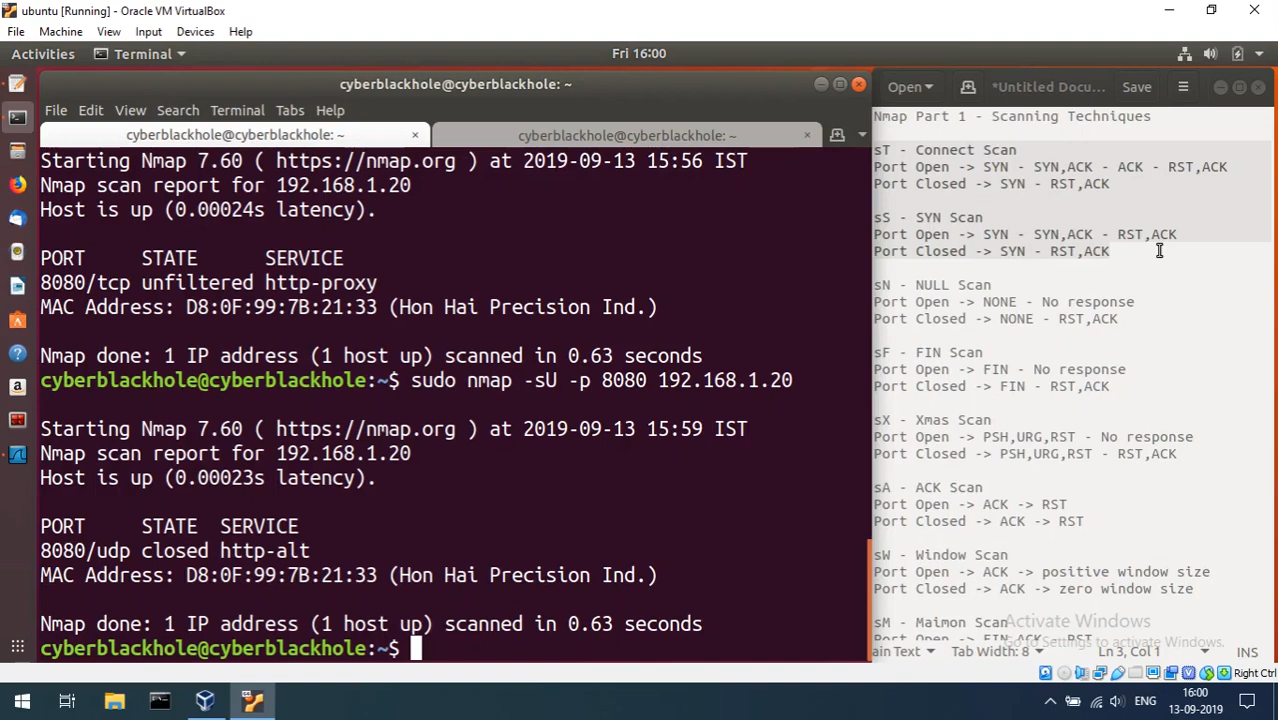 ubuntu [Running] - Oracle VM VirtualBox
File Machine View Input Devices Help
Activities Terminal Fri 16:00
cyberblackhole@cyberblackhole: ~
File Edit View Search Terminal Tabs Help
cyberblackhole@cyberblackhole: ~ × cyberblackhole@cyberblackhole: ~ ×
Starting Nmap 7.60 ( https://nmap.org ) at 2019-09-13 15:56 IST
Nmap scan report for 192.168.1.20
Host is up (0.00024s latency).
PORT STATE SERVICE
8080/tcp unfiltered http-proxy
MAC Address: D8:0F:99:7B:21:33 (Hon Hai Precision Ind.)
Nmap done: 1 IP address (1 host up) scanned in 0.63 seconds
cyberblackhole@cyberblackhole:~$ sudo nmap -sU -p 8080 192.168.1.20
Starting Nmap 7.60 ( https://nmap.org ) at 2019-09-13 15:59 IST
Nmap scan report for 192.168.1.20
Host is up (0.00023s latency).
PORT STATE SERVICE
8080/udp closed http-alt
MAC Address: D8:0F:99:7B:21:33 (Hon Hai Precision Ind.)
Nmap done: 1 IP address (1 host up) scanned in 0.63 seconds
cyberblackhole@cyberblackhole:~$
Open *Untitled Docu... Save
Nmap Part 1 - Scanning Techniques
sT - Connect Scan
Port Open -> SYN - SYN,ACK - ACK - RST,ACK
Port Closed -> SYN - RST,ACK
sS - SYN Scan
Port Open -> SYN - SYN,ACK - RST,ACK
Port Closed -> SYN - RST,ACK
sN - NULL Scan
Port Open -> NONE - No response
Port Closed -> NONE - RST,ACK
sF - FIN Scan
Port Open -> FIN - No response
Port Closed -> FIN - RST,ACK
sX - Xmas Scan
Port Open -> PSH,URG,RST - No response
Port Closed -> PSH,URG,RST - RST,ACK
sA - ACK Scan
Port Open -> ACK -> RST
Port Closed -> ACK -> RST
sW - Window Scan
Port Open -> ACK -> positive window size
Port Closed -> ACK -> zero window size
sM - Maimon Scan
Port Open -> FIN ACK
Activate Windows
Go to Settings to activate Windows.
ain Text Tab Width: 8 Ln 3, Col 1 INS
Right Ctrl
ENG 16:00
13-09-2019